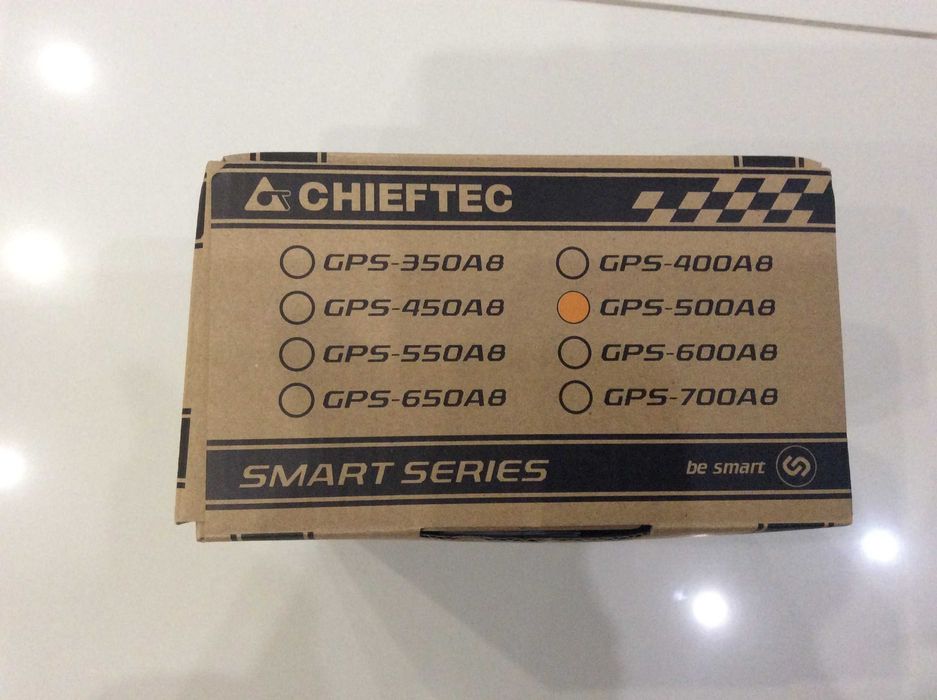 CHIEFTEC
GPS-350A8 GPS-400A8
GPS-450A8 GPS-500A8
GPS-550A8 GPS-600A8
GPS-650A8 GPS-700A8
SMART SERIES be smart